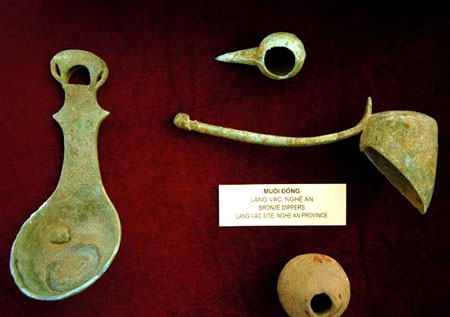 MUÔI ĐỒNG
LÀNG VẠC, NGHỆ AN
BRONZE DIPPERS
LANG VAC SITE, NGHE AN PROVINCE